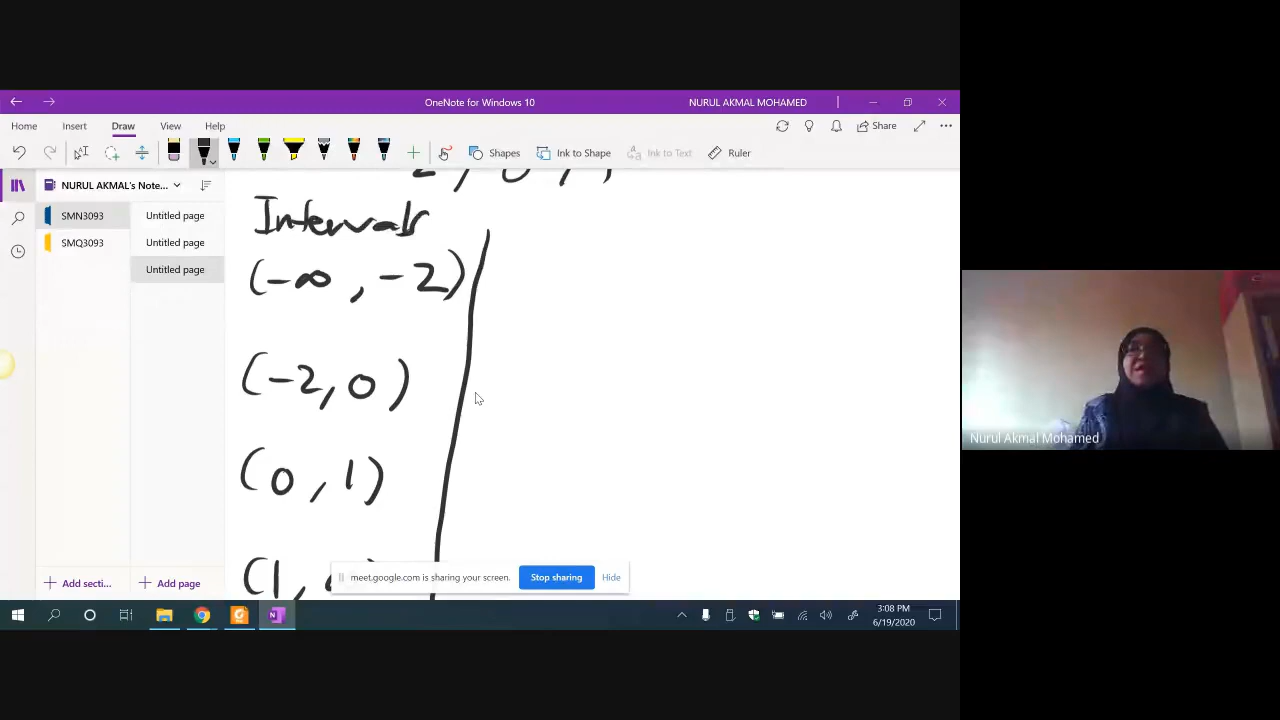 OneNote for Windows 10
NURUL AKMAL MOHAMED
Home Insert Draw View Help
Share
Shapes Ink to Shape Ink to Text Ruler
NURUL AKMAL's Note...
SMN3093
SMQ3093
Untitled page
Untitled page
Untitled page
Intervals
(-∞, -2)
(-2, 0)
(0, 1)
(1,
meet.google.com is sharing your screen. Stop sharing Hide
Add secti... Add page
3:08 PM
6/19/2020
Nurul Akmal Mohamed